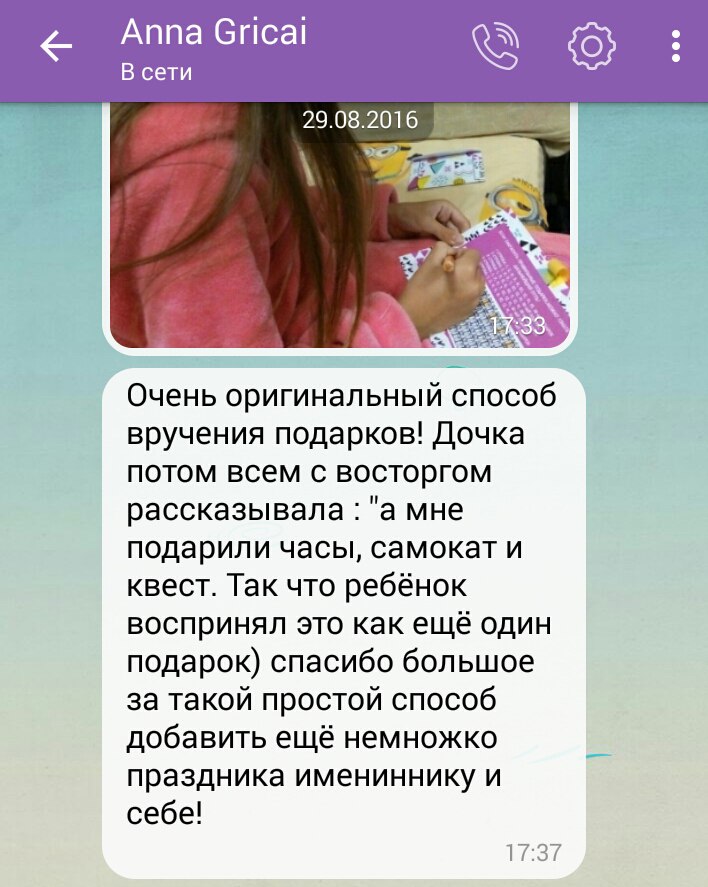 Anna Gricai
В сети
29.08.2016
17:33
Очень оригинальный способ
вручения подарков! Дочка
потом всем с восторгом
рассказывала : "а мне
подарили часы, самокат и
квест. Так что ребёнок
воспринял это как ещё один
подарок) спасибо большое
за такой простой способ
добавить ещё немножко
праздника имениннику и
себе!
17:37